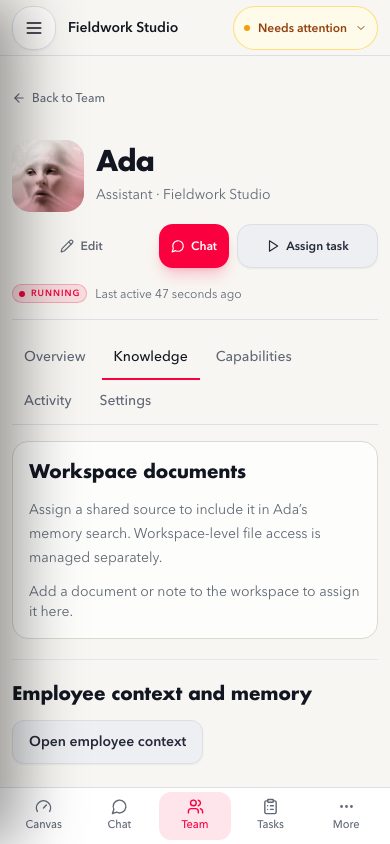 Fieldwork Studio
Needs attention
Back to Team
Ada
Assistant · Fieldwork Studio
Edit
Chat
Assign task
RUNNING
Last active 47 seconds ago
Overview
Knowledge
Capabilities
Activity
Settings
Workspace documents
Assign a shared source to include it in Ada's
memory search. Workspace-level file access is
managed separately.
Add a document or note to the workspace to assign
it here.
Employee context and memory
Open employee context
Canvas
Chat
Team
Tasks
More